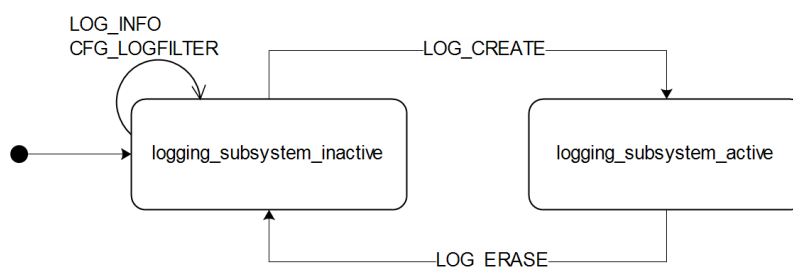 LOG_INFO
CFG_LOGFILTER
LOG_CREATE
logging_subsystem_inactive
logging_subsystem_active
LOG_ERASE